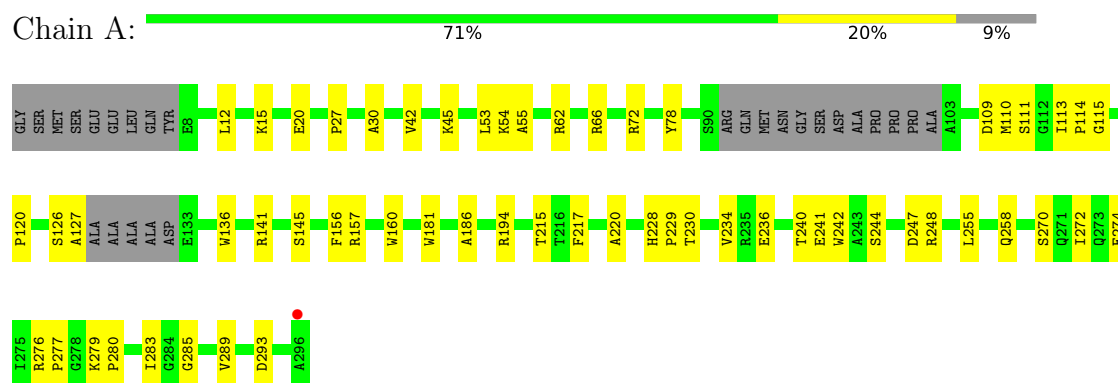 Chain A:
71% 20% 9%
GLY SER MET SER GLU GLU LEU GLN TYR E8 L12 K15 E20 P27 A30 V42 K45 L53 K54 A55 R62 R66 R72 Y78 S90 ARG GLN MET ASN GLY SER ASP ALA PRO PRO PRO ALA A103 D109 M110 S111 G112 I113 P114 G115
P120 S126 A127 ALA ALA ALA ALA ASP E133 W136 R141 S145 F156 R157 W160 W181 A186 R194 T215 T216 F217 A220 H228 P229 T230 V234 R235 E236 T240 E241 W242 A243 S244 D247 R248 L255 Q258 S270 Q271 I272 Q273
I275 R276 P277 G278 K279 P280 I283 G284 G285 V289 D293 A296